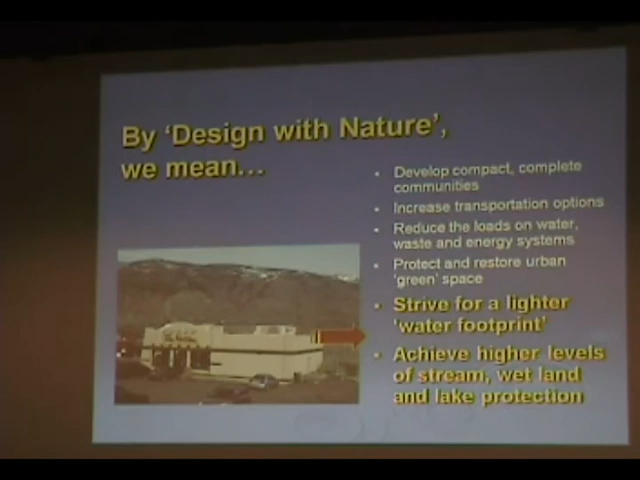 By 'Design with Nature',
we mean...
• Develop compact, complete
communities
• Increase transportation options
• Reduce the loads on water,
waste and energy systems
• Protect and restore urban
'green' space
• Strive for a lighter
'water footprint'
• Achieve higher levels
of stream, wet land
and lake protection